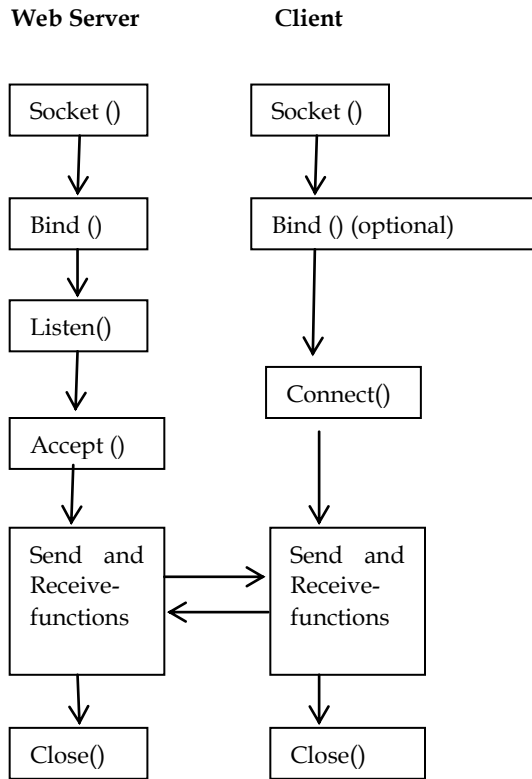 Web Server
Client
Socket ()
Socket ()
Bind ()
Bind () (optional)
Listen()
Connect()
Accept ()
Send and
Receive-
functions
Send and
Receive-
functions
Close()
Close()